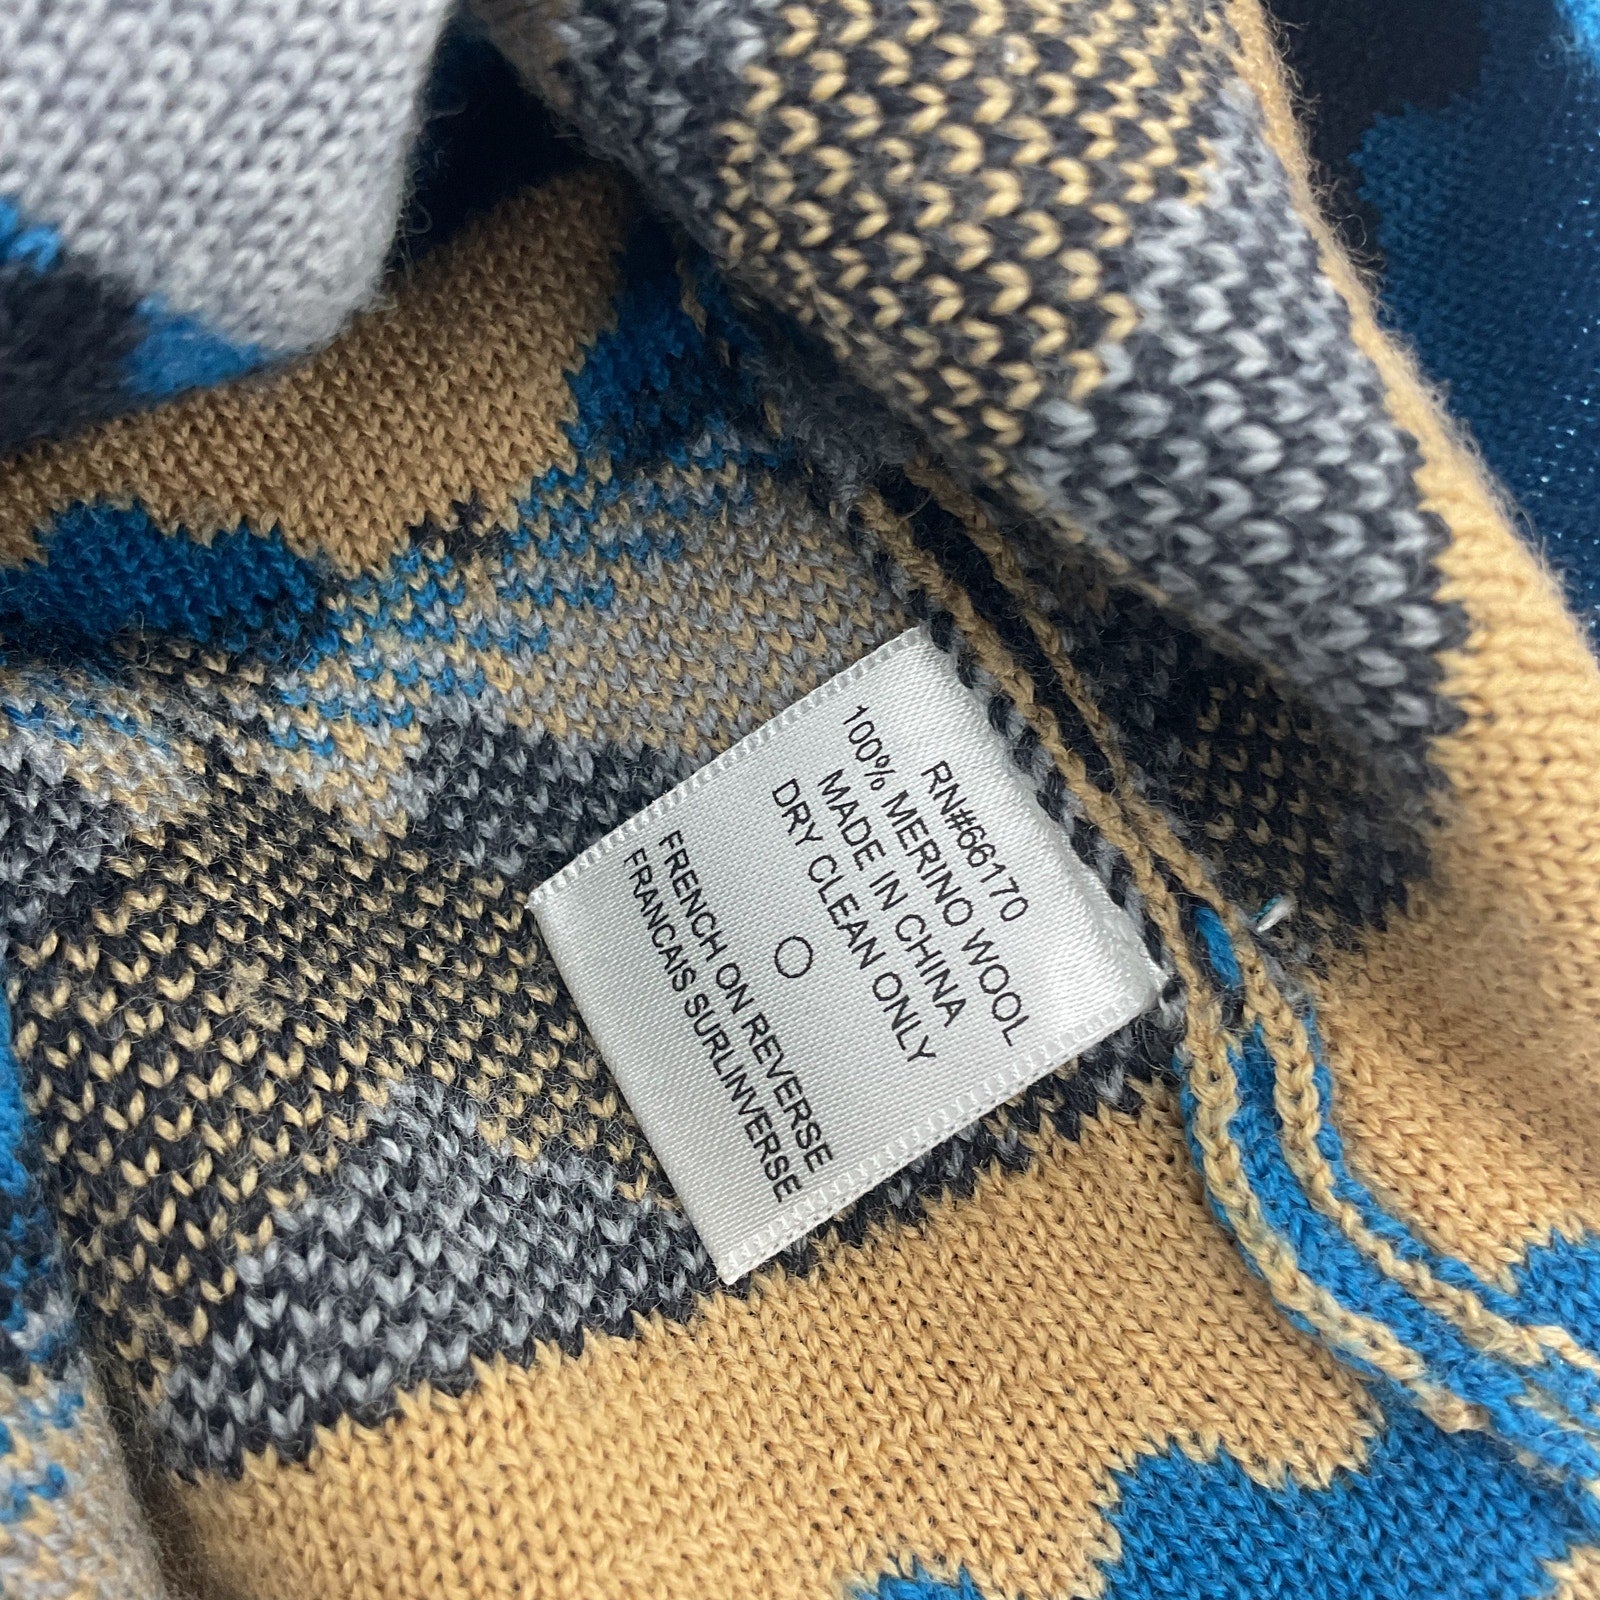 RN#66170
100% MERINO WOOL
MADE IN CHINA
DRY CLEAN ONLY
FRENCH ON REVERSE
FRANCAIS SURLINVERSE